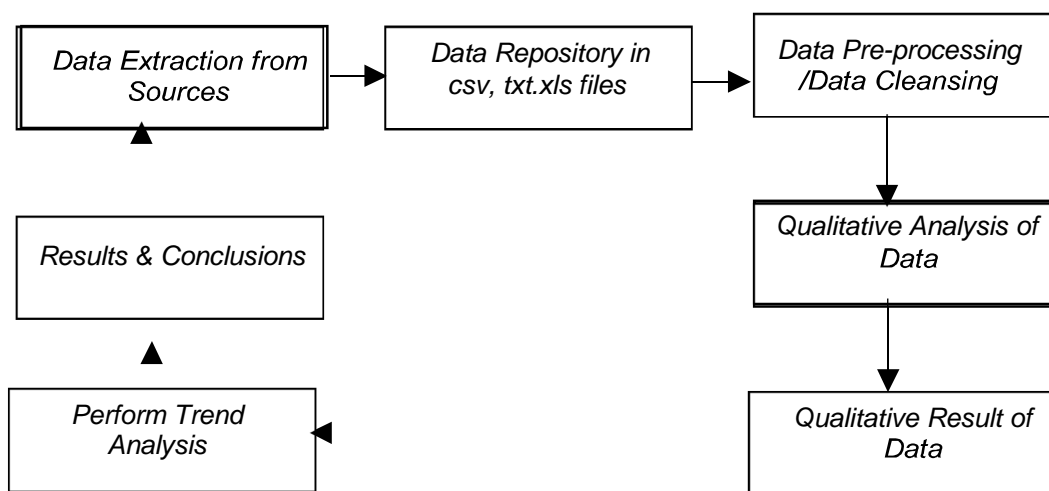 Data Extraction from
Sources
Data Repository in
csv, txt.xls files
Data Pre-processing
/Data Cleansing
Qualitative Analysis of
Data
Qualitative Result of
Data
Perform Trend
Analysis
Results & Conclusions